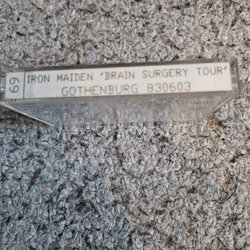 69
IRON MAIDEN 'BRAIN SURGERY TOUR'
GOTHENBURG 830603